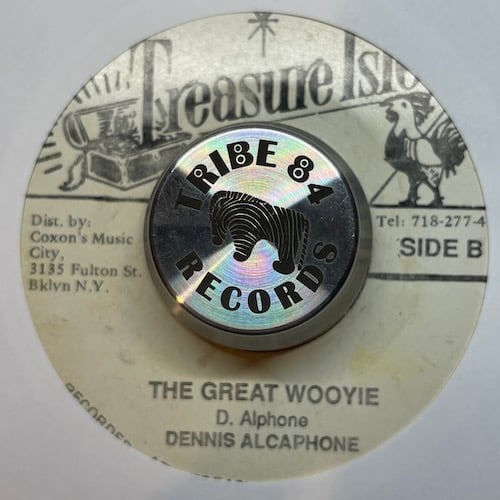 Treasure Isle
TRIBE 84
RECORDS
Dist. by:
Coxon's Music
City,
3135 Fulton St.
Bklyn N.Y.
Tel: 718-277-4
SIDE B
THE GREAT WOOYIE
D. Alphone
DENNIS ALCAPHONE
RECORDED